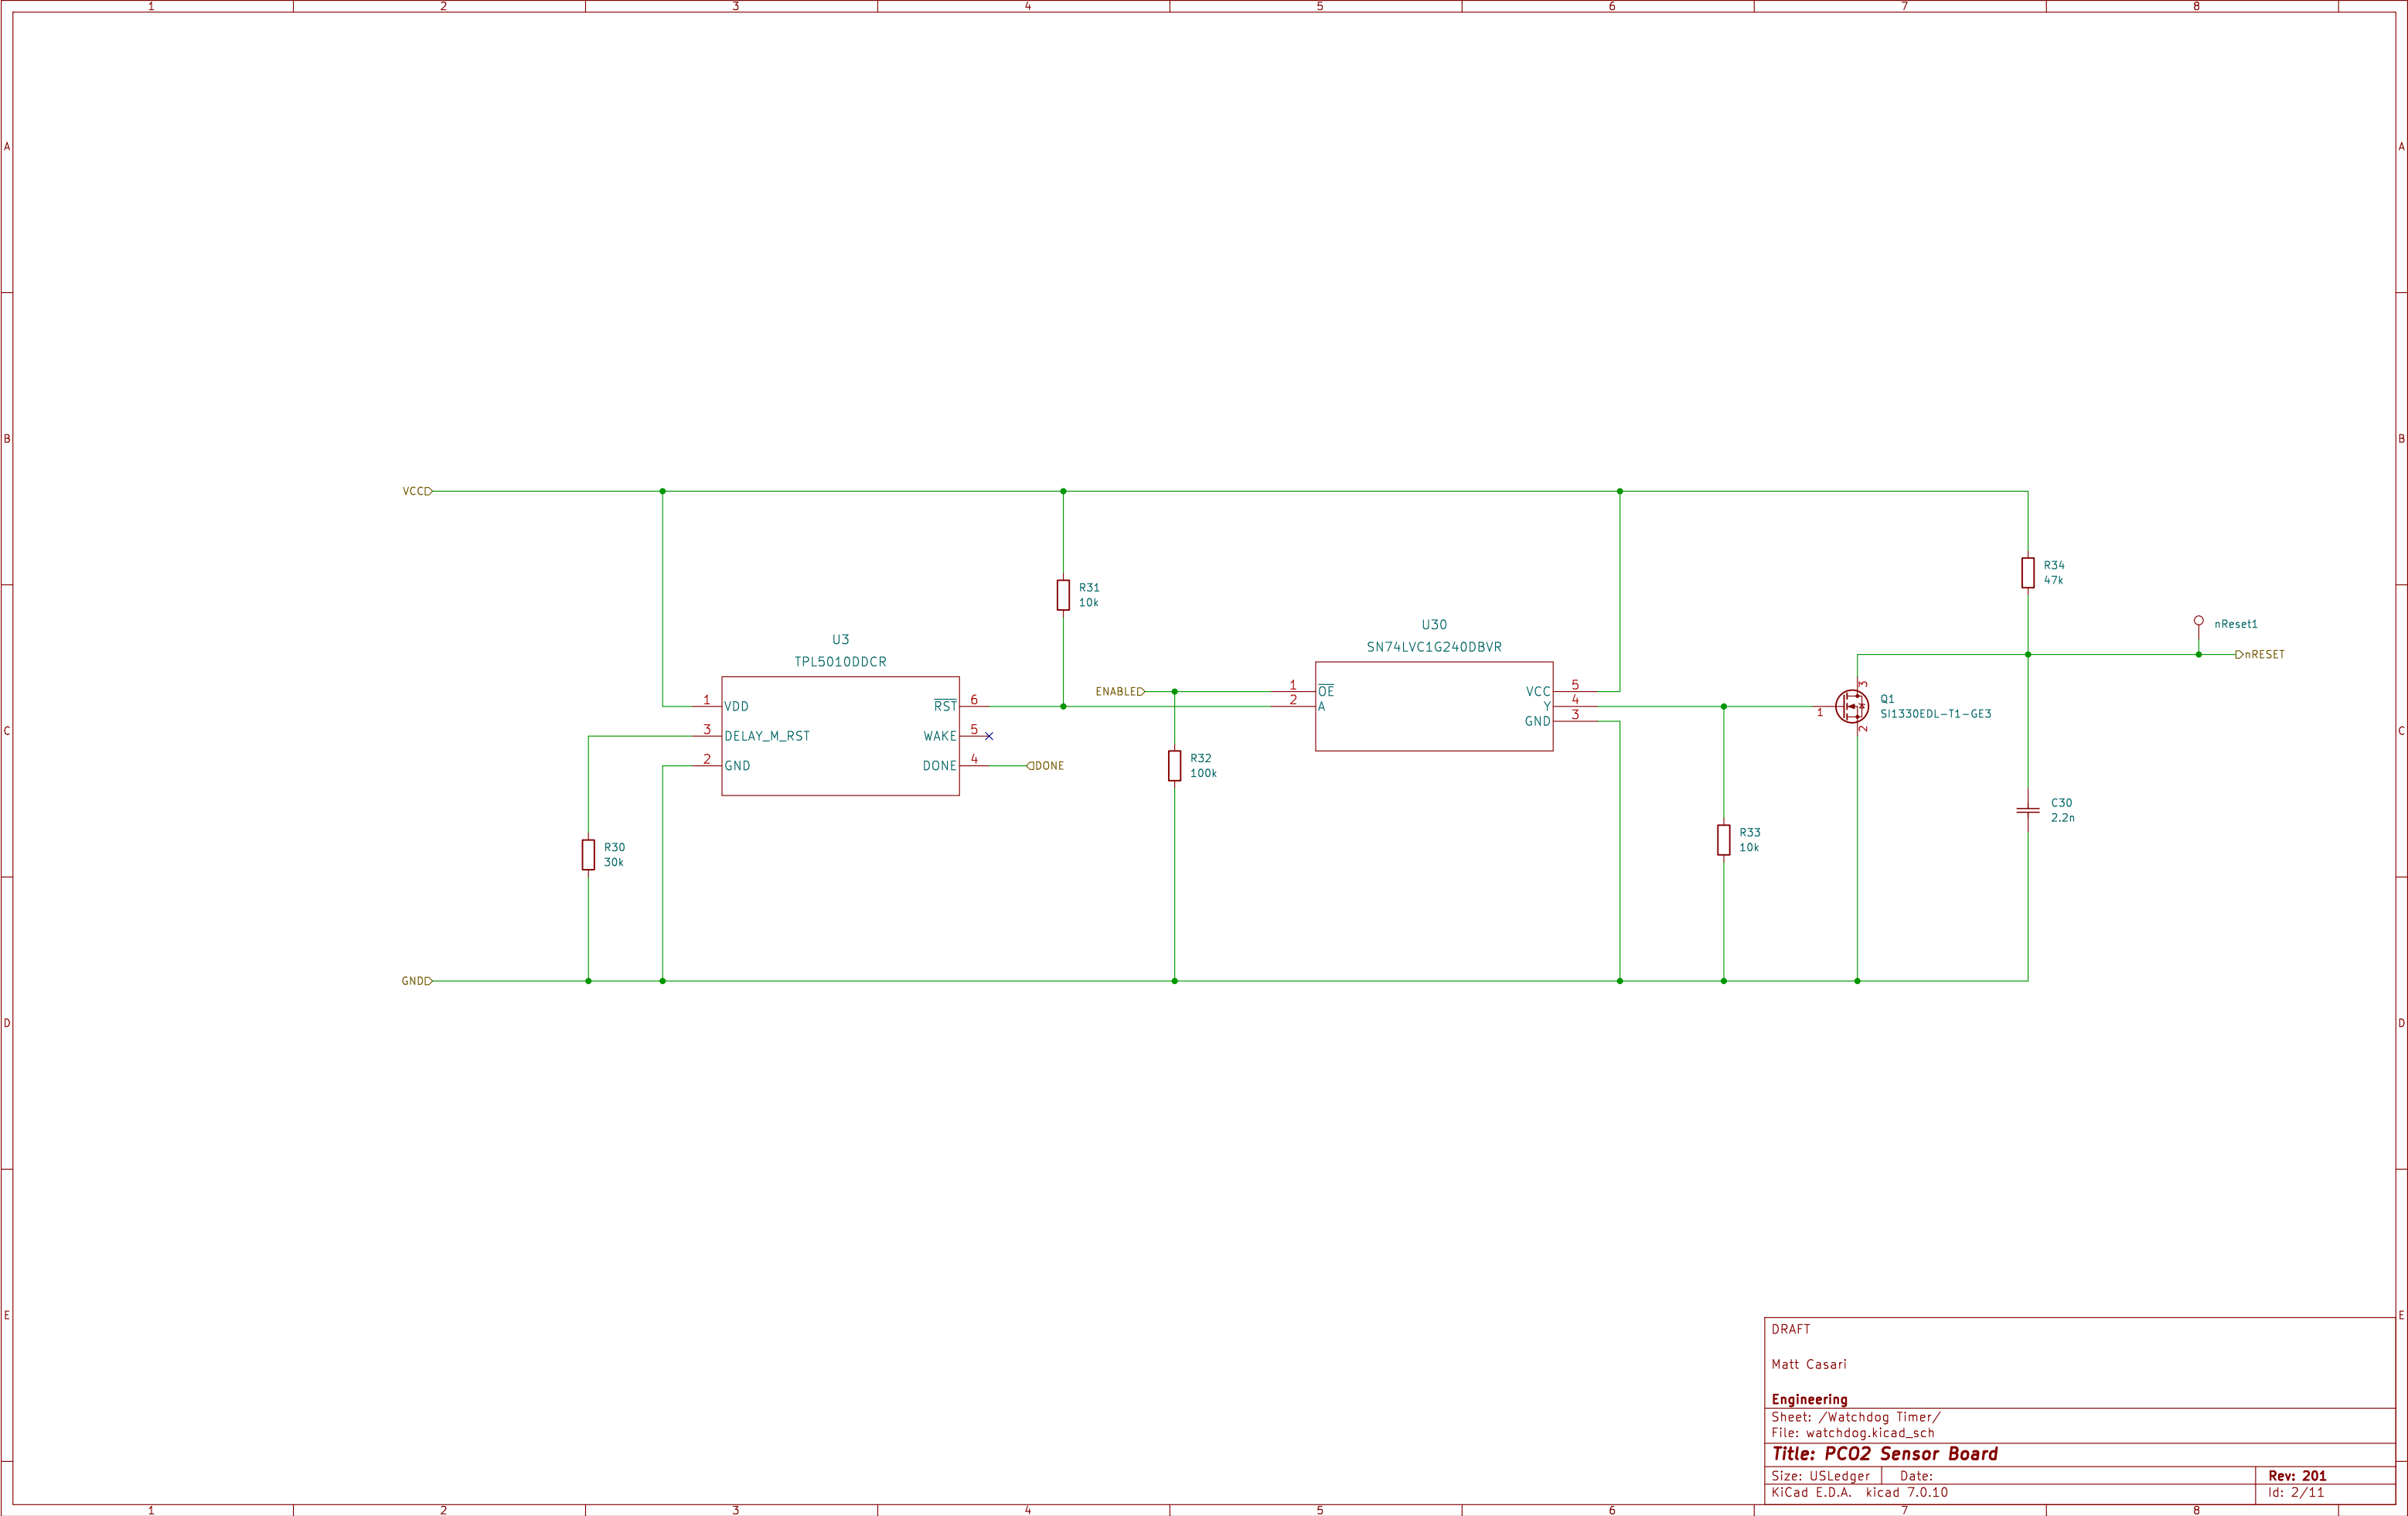 1 2 3 4 5 6 7 8
A A
B B
VCC
R34
47k
R31
10k
nReset1
U3
TPL5010DDCR
U30
SN74LVC1G240DBVR
nRESET
1 VDD
3 DELAY_M_RST
2 GND
RST 6
WAKE 5
DONE 4
DONE
ENABLE
1 OE
2 A
VCC 5
Y 4
GND 3
1
3
2
Q1
SI1330EDL-T1-GE3
C C
R32
100k
C30
2.2n
R33
10k
R30
30k
GND
D D
E E
DRAFT
Matt Casari
Engineering
Sheet: /Watchdog Timer/
File: watchdog.kicad_sch
Title: PCO2 Sensor Board
Size: USLedger Date: Rev: 201
KiCad E.D.A. kicad 7.0.10 Id: 2/11
1 2 3 4 5 6 7 8